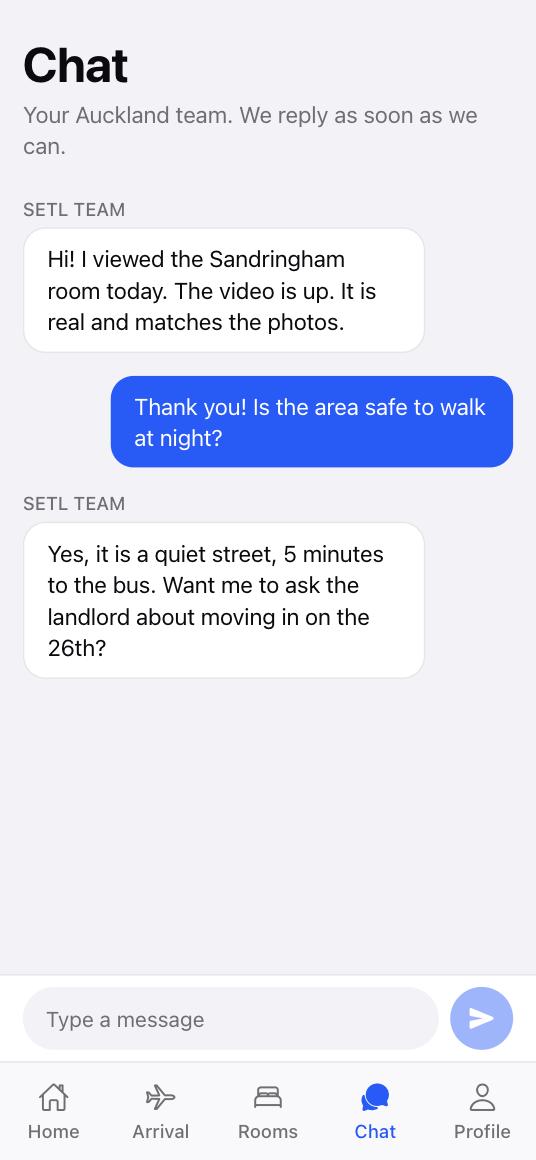 Chat
Your Auckland team. We reply as soon as we
can.
SETL TEAM
Hi! I viewed the Sandringham
room today. The video is up. It is
real and matches the photos.
Thank you! Is the area safe to walk
at night?
SETL TEAM
Yes, it is a quiet street, 5 minutes
to the bus. Want me to ask the
landlord about moving in on the
26th?
Type a message
Home Arrival Rooms Chat Profile